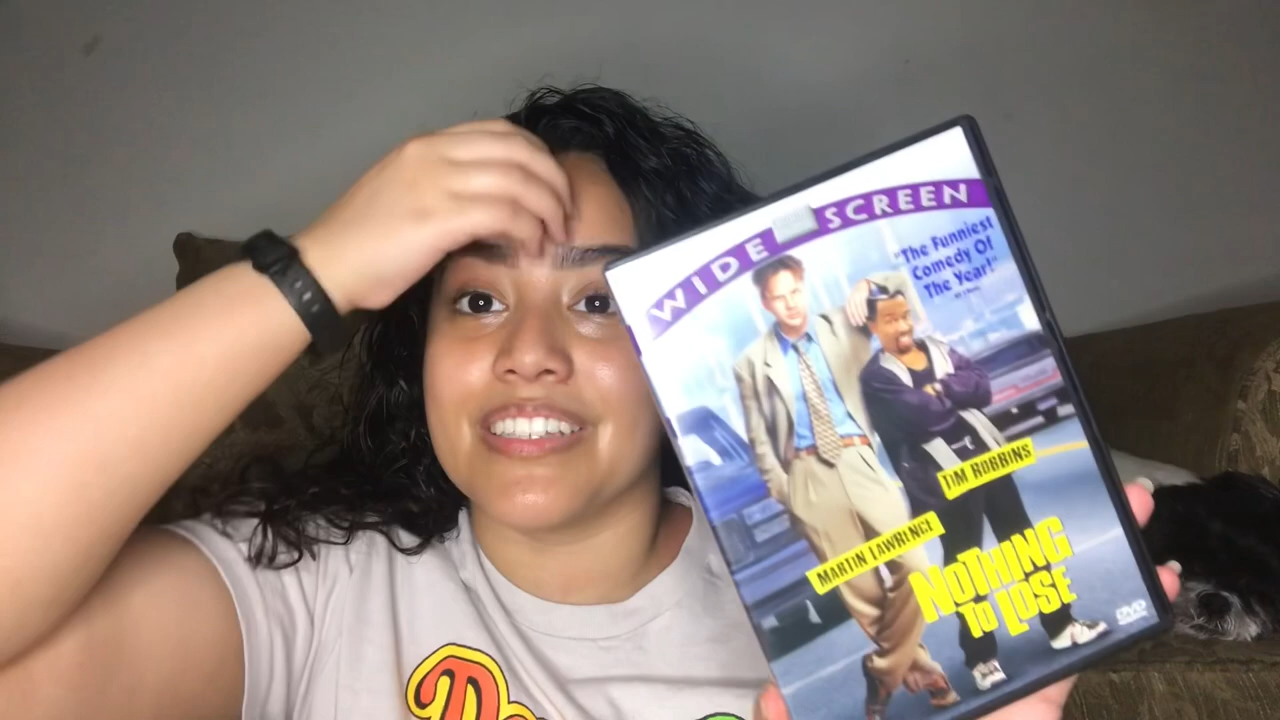 WIDE SCREEN
"The Funniest
Comedy Of
The Year!"
TIM ROBBINS
MARTIN LAWRENCE
NOTHING
TO LOSE
DVD